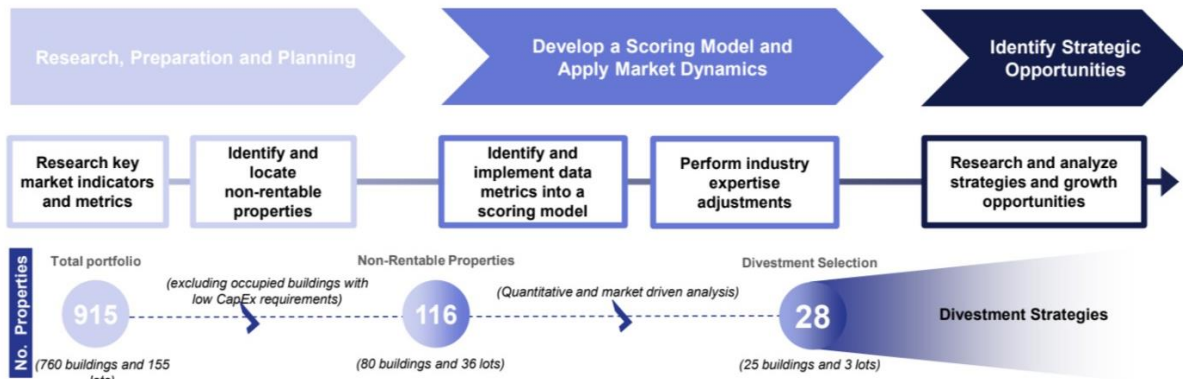 Research, Preparation and Planning
Develop a Scoring Model and
Apply Market Dynamics
Identify Strategic
Opportunities
Research key
market indicators
and metrics
Identify and
locate
non-rentable
properties
Identify and
implement data
metrics into a
scoring model
Perform industry
expertise
adjustments
Research and analyze
strategies and growth
opportunities
No. Properties
Total portfolio
915
(760 buildings and 155
lots)
(excluding occupied buildings with
low CapEx requirements)
Non-Rentable Properties
116
(80 buildings and 36 lots)
(Quantitative and market driven analysis)
Divestment Selection
28
(25 buildings and 3 lots)
Divestment Strategies